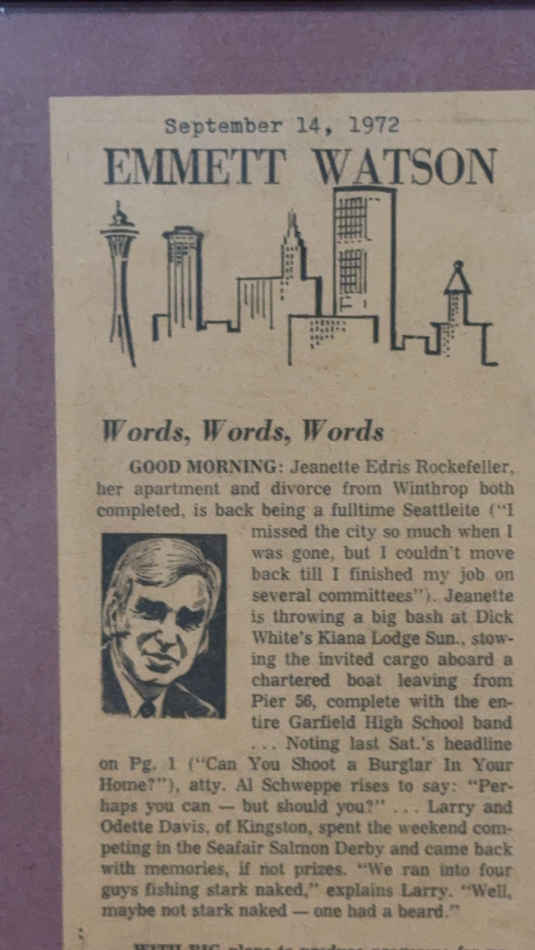 September 14, 1972
EMMETT WATSON
Words, Words, Words
GOOD MORNING: Jeanette Edris Rockefeller,
her apartment and divorce from Winthrop both
completed, is back being a fulltime Seattleite (“I
missed the city so much when I
was gone, but I couldn't move
back till I finished my job on
several committees”). Jeanette
is throwing a big bash at Dick
White's Kiana Lodge Sun., stow-
ing the invited cargo aboard a
chartered boat leaving from
Pier 56, complete with the en-
tire Garfield High School band
... Noting last Sat.'s headline
on Pg. 1 (“Can You Shoot a Burglar In Your
Home?”), atty. Al Schweppe rises to say: “Per-
haps you can — but should you?” ... Larry and
Odette Davis, of Kingston, spent the weekend com-
peting in the Seafair Salmon Derby and came back
with memories, if not prizes. “We ran into four
guys fishing stark naked,” explains Larry. “Well,
maybe not stark naked — one had a beard.”
WITH BIG plans to produce